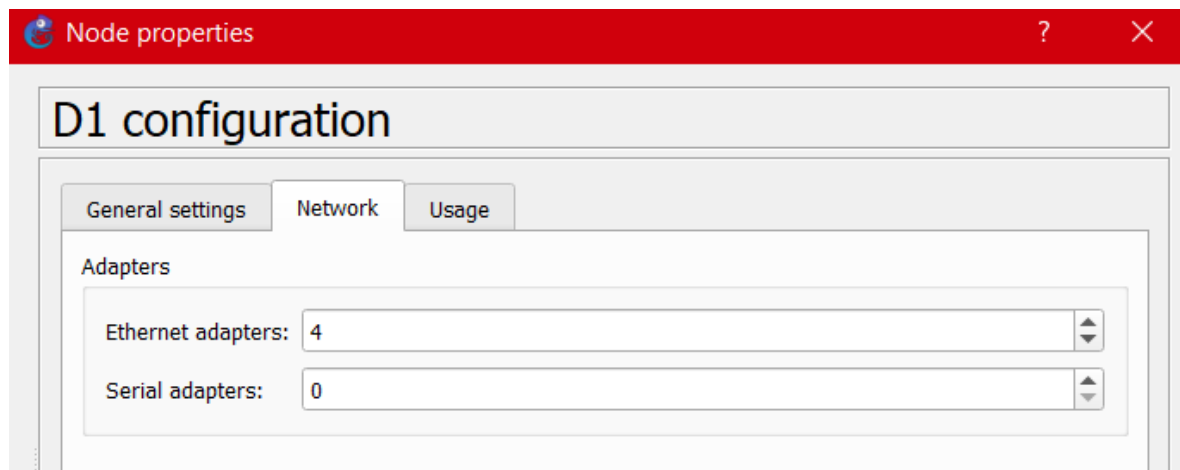 Node properties ?
D1 configuration
General settings Network Usage
Adapters
Ethernet adapters: 4
Serial adapters: 0